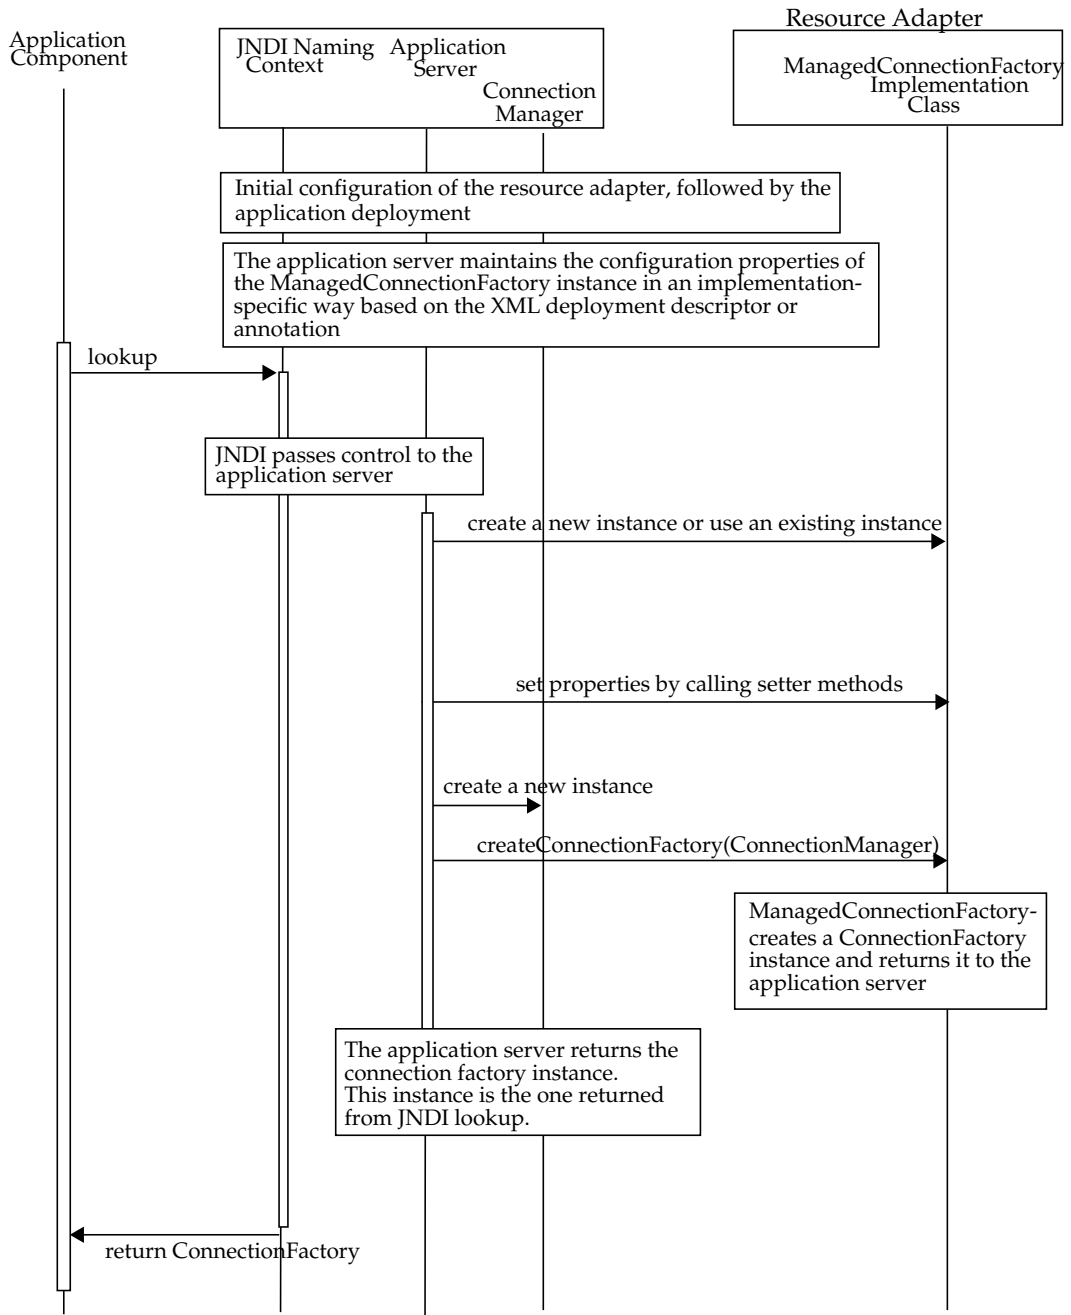 Resource Adapter
Application
Component
JNDI Naming
Context
Application
Server
Connection
Manager
ManagedConnectionFactory
Implementation
Class
Initial configuration of the resource adapter, followed by the
application deployment
The application server maintains the configuration properties of
the ManagedConnectionFactory instance in an implementation-
specific way based on the XML deployment descriptor or
annotation
lookup
JNDI passes control to the
application server
create a new instance or use an existing instance
set properties by calling setter methods
create a new instance
createConnectionFactory(ConnectionManager)
ManagedConnectionFactory-
creates a ConnectionFactory
instance and returns it to the
application server
The application server returns the
connection factory instance.
This instance is the one returned
from JNDI lookup.
return ConnectionFactory